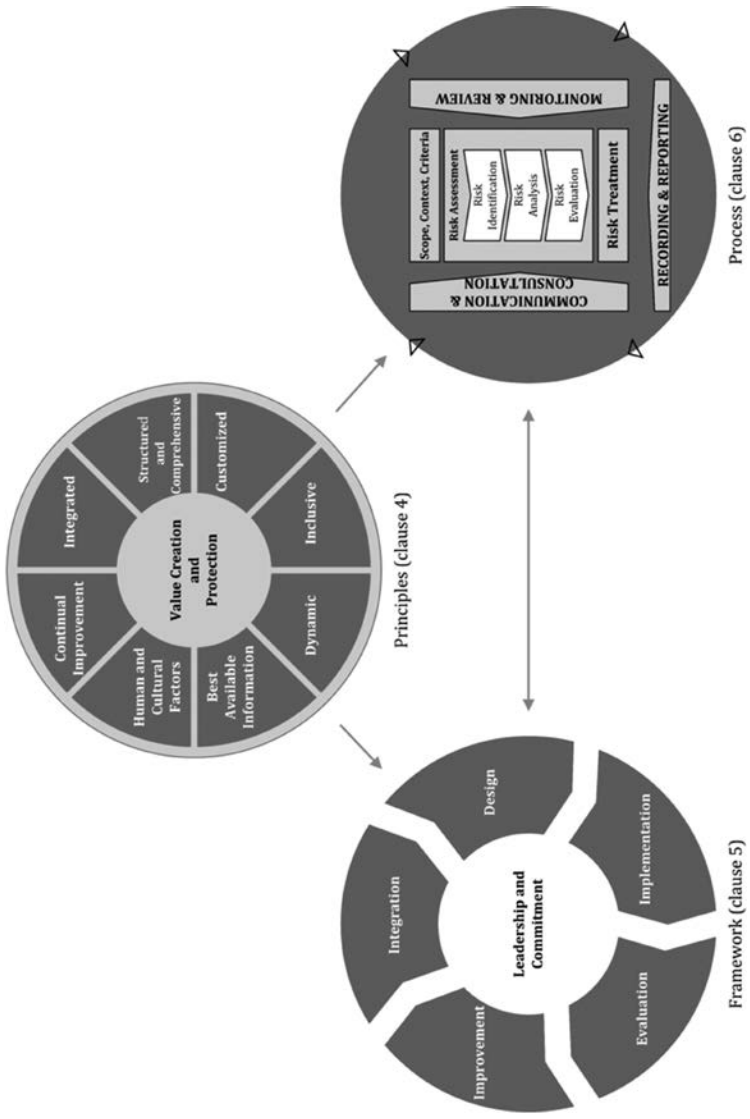 Integrated
Structured
and
Comprehensive
Customized
Inclusive
Dynamic
Best
Available
Information
Human and
Cultural
Factors
Continual
Improvement
Value Creation
and
Protection
Principles (clause 4)
Integration
Design
Implementation
Evaluation
Improvement
Leadership and
Commitment
Framework (clause 5)
Scope, Context, Criteria
Risk Assessment
Risk
Identification
Risk
Analysis
Risk
Evaluation
Risk Treatment
COMMUNICATION &
CONSULTATION
MONITORING & REVIEW
RECORDING & REPORTING
Process (clause 6)